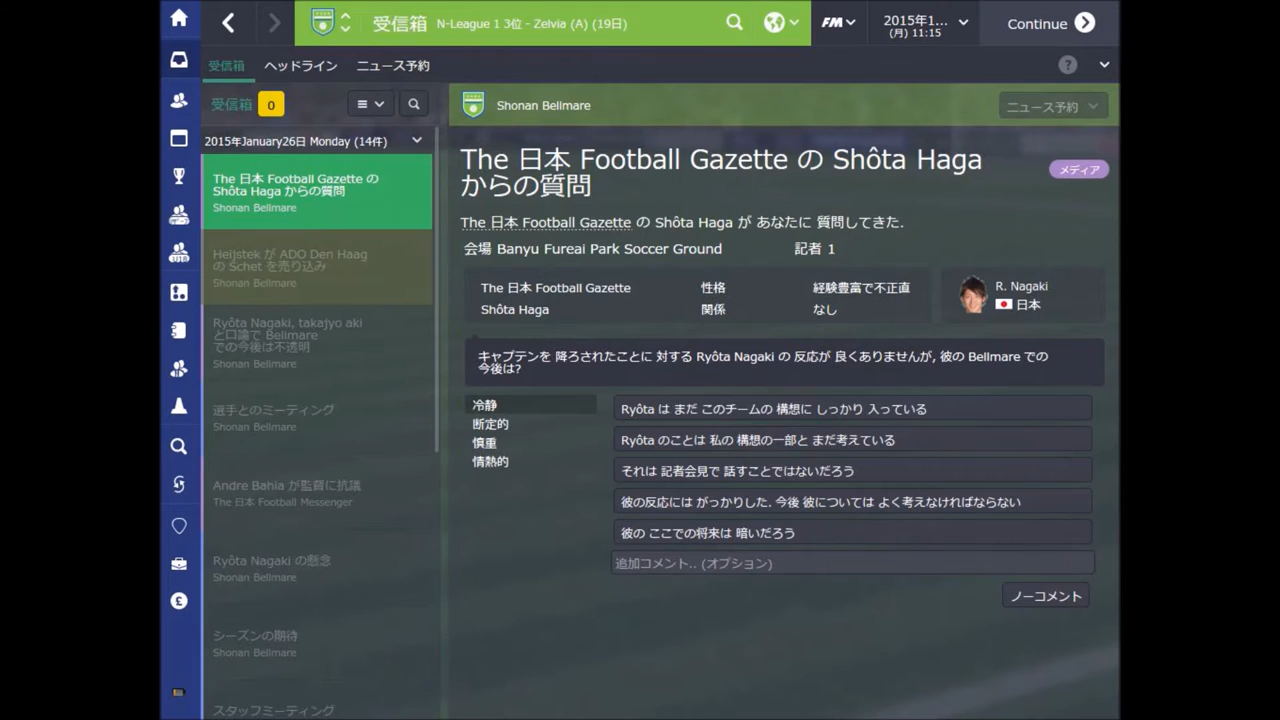 受信箱 N-League 1 3位 - Zelvia (A) (19日)
FM
2015年1...
(月) 11:15
Continue
受信箱 ヘッドライン ニュース予約
?
受信箱 0
Shonan Bellmare
ニュース予約
2015年January26日 Monday (14件)
The 日本 Football Gazette の
Shôta Haga からの質問
Shonan Bellmare
Heijstek が ADO Den Haag
の Schet を売り込み
Shonan Bellmare
Ryôta Nagaki, takajyo aki
と口論で Bellmare
での今後は不透明
Shonan Bellmare
選手とのミーティング
Shonan Bellmare
Andre Bahia が監督に抗議
The 日本 Football Messenger
Ryôta Nagaki の懸念
Shonan Bellmare
シーズンの期待
Shonan Bellmare
スタッフミーティング
The 日本 Football Gazette の Shôta Haga
からの質問
メディア
The 日本 Football Gazette の Shôta Haga が あなたに 質問してきた.
会場 Banyu Fureai Park Soccer Ground 記者 1
The 日本 Football Gazette 性格 経験豊富で不正直
Shôta Haga 関係 なし
R. Nagaki
日本
キャプテンを 降ろされたことに 対する Ryôta Nagaki の 反応が 良くありませんが, 彼の Bellmare での
今後は?
冷静
断定的
慎重
情熱的
Ryôta は まだ このチームの 構想に しっかり 入っている
Ryôta のことは 私の 構想の一部と まだ考えている
それは 記者会見で 話すことではないだろう
彼の反応には がっかりした. 今後 彼については よく考えなければならない
彼の ここでの将来は 暗いだろう
追加コメント.. (オプション)
ノーコメント